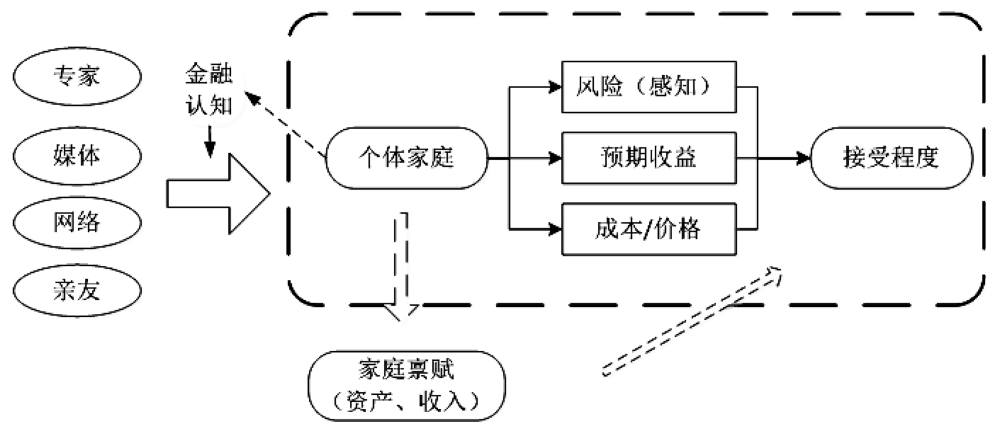 专家
媒体
网络
亲友
金融
认知
个体家庭
风险（感知）
预期收益
成本/价格
接受程度
家庭禀赋
（资产、收入）